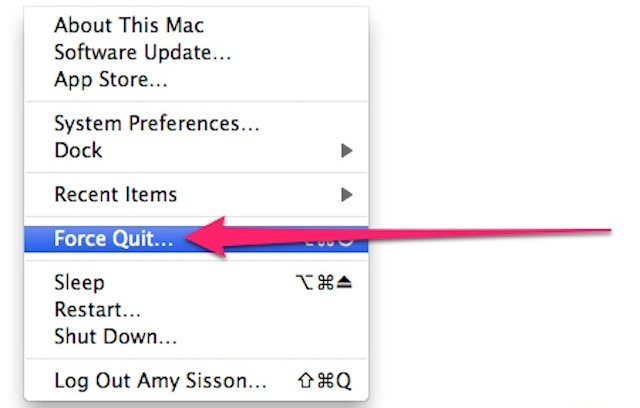 About This Mac
Software Update...
App Store...
System Preferences...
Dock ▶
Recent Items ▶
Force Quit...
Sleep ⌥⌘⏏
Restart...
Shut Down...
Log Out Amy Sisson... ⇧⌘Q